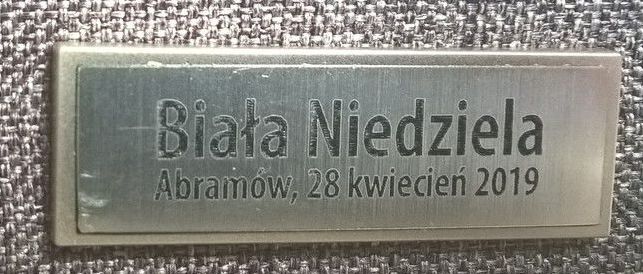 Biała Niedziela
Abramów, 28 kwiecień 2019